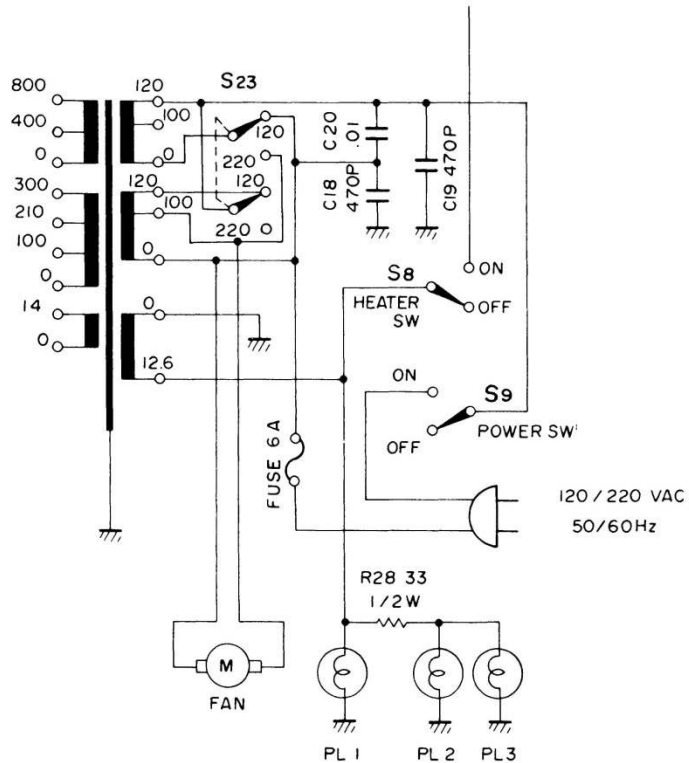 800
400
0
300
210
100
0
14
0
120
100
0
120
100
0
0
12.6
S23
120
220
120
220
C20
.01
C18
470P
C19 470P
ON
S8
HEATER
SW
OFF
ON
S9
OFF
POWER SW
FUSE 6A
120/220 VAC
50/60Hz
R28 33
1/2W
M
FAN
PL 1
PL 2
PL3